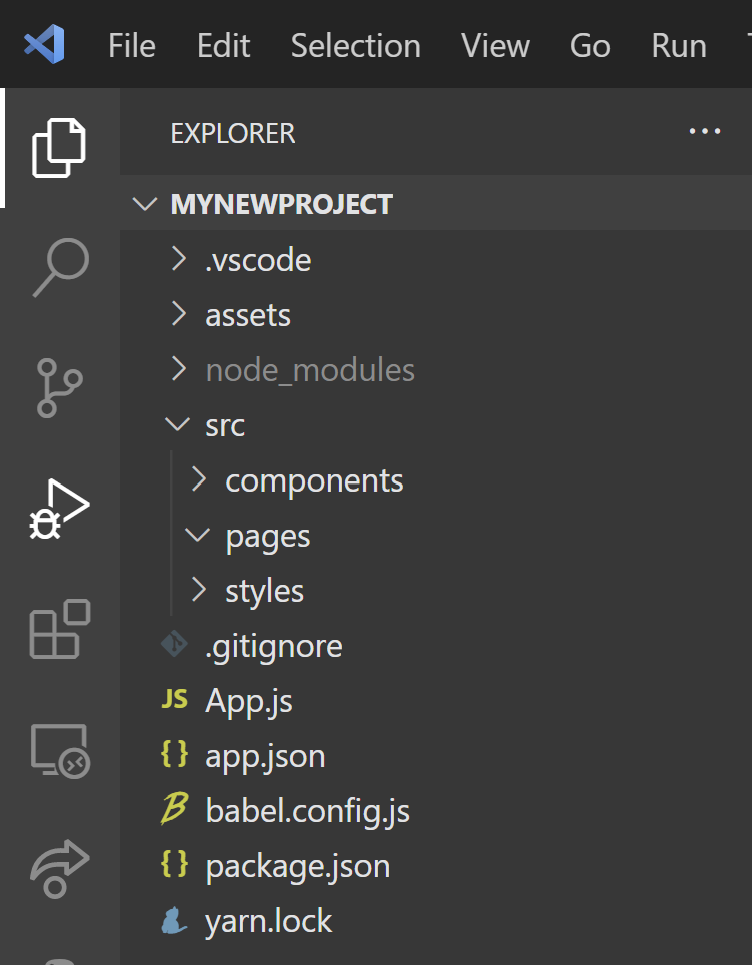 File Edit Selection View Go Run
EXPLORER ...
MYNEWPROJECT
.vscode
assets
node_modules
src
components
pages
styles
.gitignore
JS App.js
{} app.json
B babel.config.js
{} package.json
yarn.lock